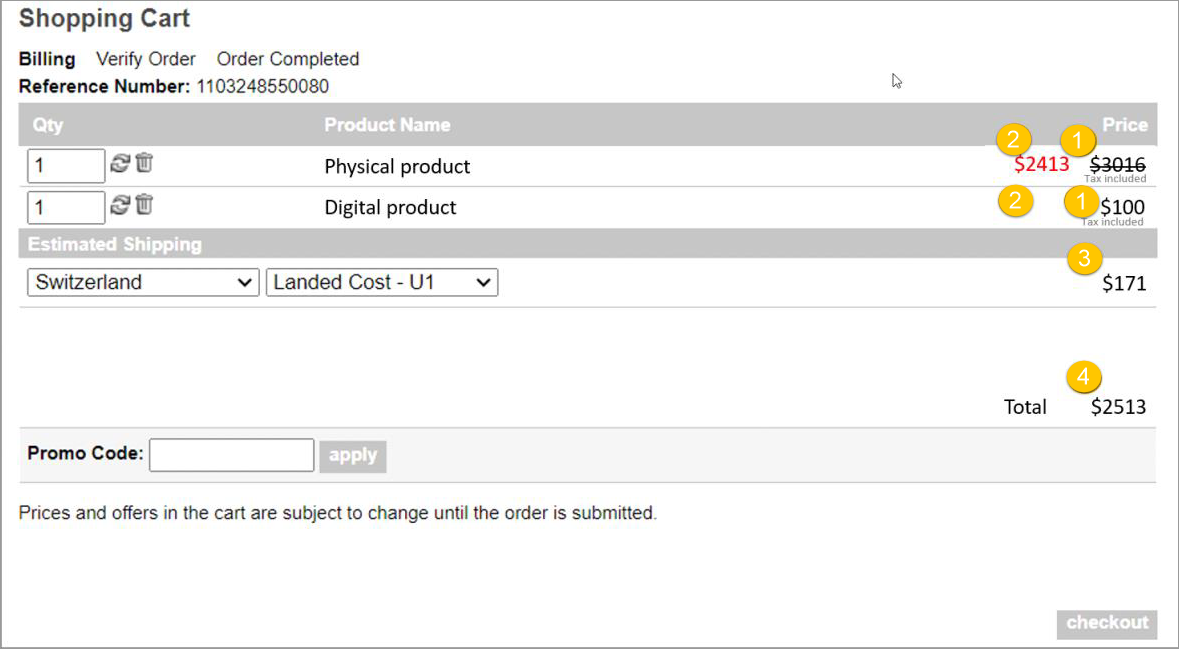 Shopping Cart
Billing Verify Order Order Completed
Reference Number: 1103248550080
Qty Product Name Price
1 Physical product 2 $2413 1 $3016
Tax included
1 Digital product 2 1 $100
Tax included
Estimated Shipping
3
Switzerland Landed Cost - U1 $171
4
Total $2513
Promo Code: apply
Prices and offers in the cart are subject to change until the order is submitted.
checkout